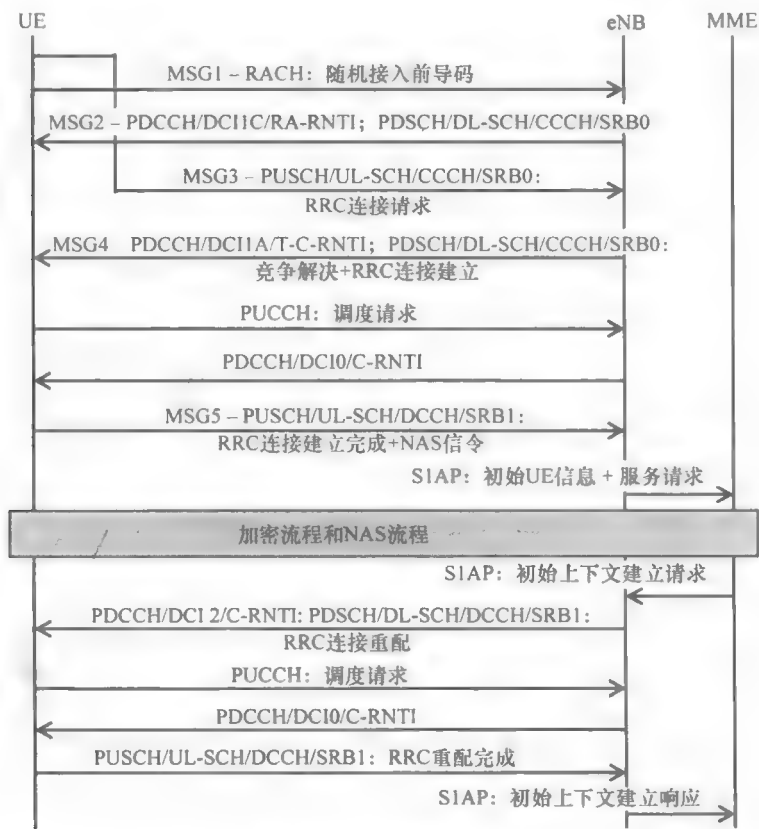 UE
eNB
MME
MSG1 – RACH：随机接入前导码
MSG2 – PDCCH/DCI1C/RA-RNTI；PDSCH/DL-SCH/CCCH/SRB0
MSG3 – PUSCH/UL-SCH/CCCH/SRB0：
RRC连接请求
MSG4 PDCCH/DCI1A/T-C-RNTI；PDSCH/DL-SCH/CCCH/SRB0：
竞争解决+RRC连接建立
PUCCH：调度请求
PDCCH/DCI0/C-RNTI
MSG5 – PUSCH/UL-SCH/DCCH/SRB1：
RRC连接建立完成+NAS信令
S1AP：初始UE信息 + 服务请求
加密流程和NAS流程
S1AP：初始上下文建立请求
PDCCH/DCI 2/C-RNTI: PDSCH/DL-SCH/DCCH/SRB1：
RRC连接重配
PUCCH：调度请求
PDCCH/DCI0/C-RNTI
PUSCH/UL-SCH/DCCH/SRB1：RRC重配完成
S1AP：初始上下文建立响应